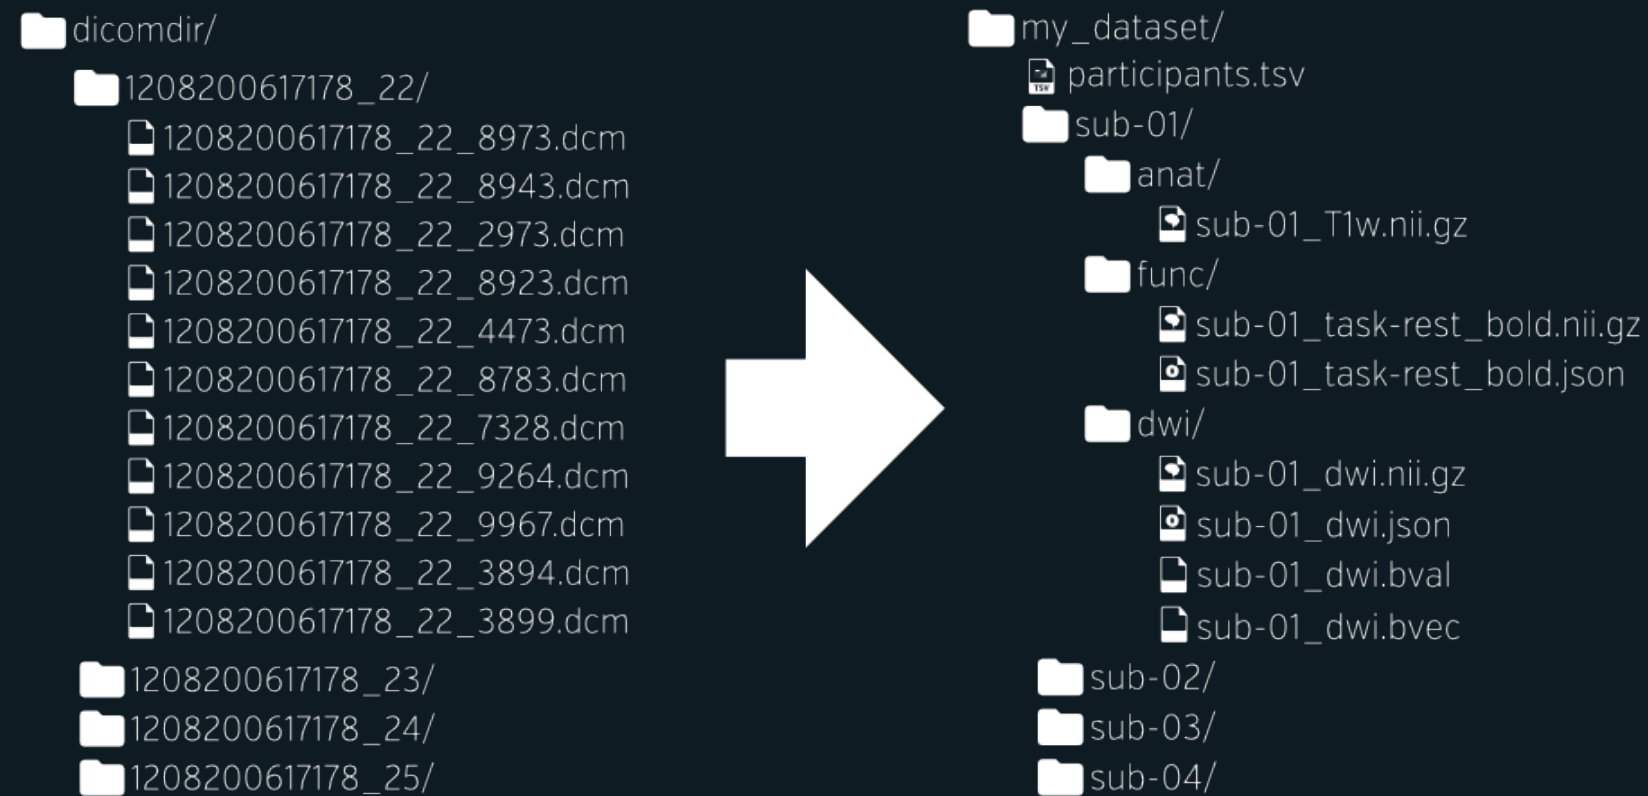 dicomdir/
1208200617178_22/
1208200617178_22_8973.dcm
1208200617178_22_8943.dcm
1208200617178_22_2973.dcm
1208200617178_22_8923.dcm
1208200617178_22_4473.dcm
1208200617178_22_8783.dcm
1208200617178_22_7328.dcm
1208200617178_22_9264.dcm
1208200617178_22_9967.dcm
1208200617178_22_3894.dcm
1208200617178_22_3899.dcm
1208200617178_23/
1208200617178_24/
1208200617178_25/
my_dataset/
TSV participants.tsv
sub-01/
anat/
sub-01_T1w.nii.gz
func/
sub-01_task-rest_bold.nii.gz
sub-01_task-rest_bold.json
dwi/
sub-01_dwi.nii.gz
sub-01_dwi.json
sub-01_dwi.bval
sub-01_dwi.bvec
sub-02/
sub-03/
sub-04/